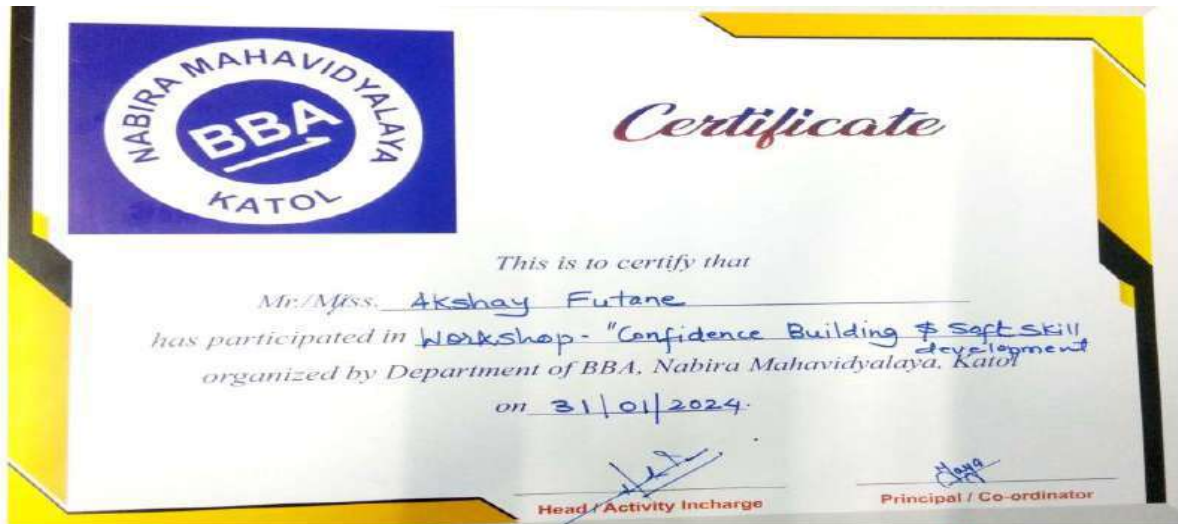 NABIRA MAHAVIDYALAYA
BBA
KATOL
Certificate
This is to certify that
Mr./Miss. Akshay Futane
has participated in Workshop - "Confidence Building & Soft Skill
development
organized by Department of BBA, Nabira Mahavidyalaya, Katol
on 31/01/2024.
Head / Activity Incharge
Principal / Co-ordinator